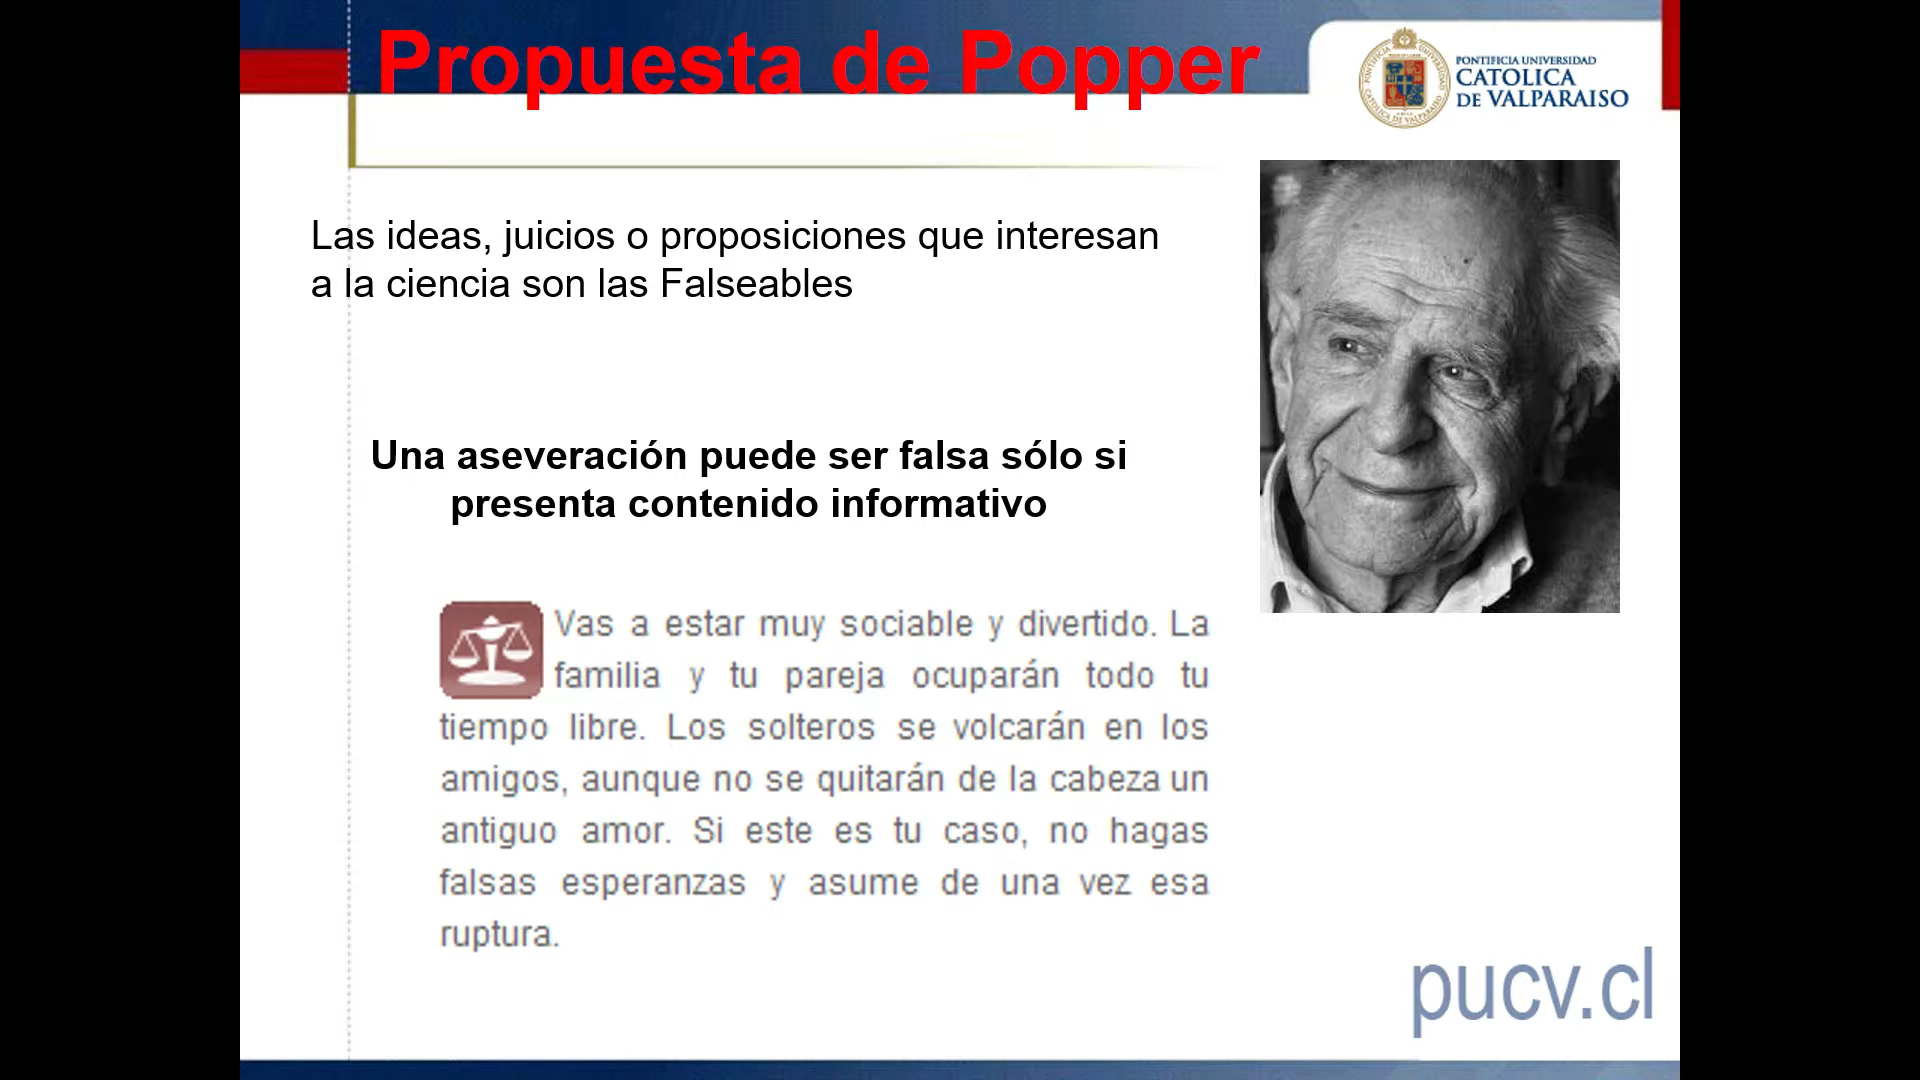 Propuesta de Popper
PONTIFICIA UNIVERSIDAD
CATOLICA
DE VALPARAISO
Las ideas, juicios o proposiciones que interesan
a la ciencia son las Falseables
Una aseveración puede ser falsa sólo si
presenta contenido informativo
Vas a estar muy sociable y divertido. La
familia y tu pareja ocuparán todo tu
tiempo libre. Los solteros se volcarán en los
amigos, aunque no se quitarán de la cabeza un
antiguo amor. Si este es tu caso, no hagas
falsas esperanzas y asume de una vez esa
ruptura.
pucv.cl